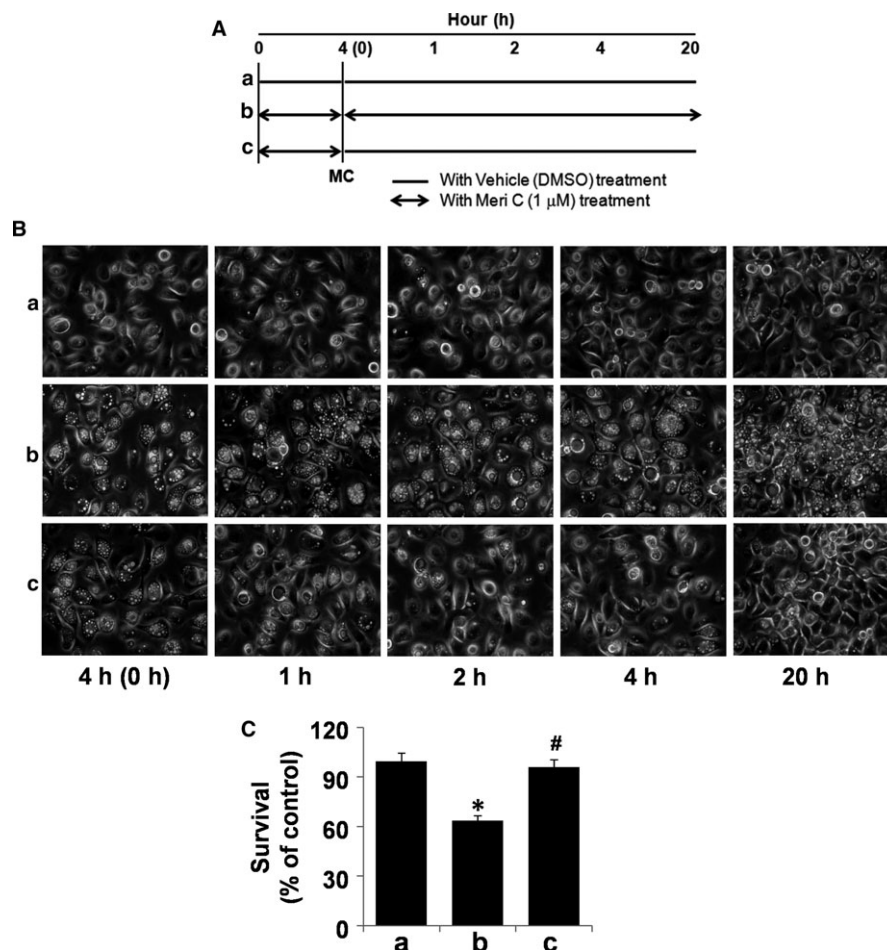 A
Hour (h)
0 4 (0) 1 2 4 20
a
b
c
MC
With Vehicle (DMSO) treatment
With Meri C (1 μM) treatment
B
a
b
c
4 h (0 h) 1 h 2 h 4 h 20 h
C
Survival
(% of control)
120
90
60
30
0
*
#
a b c